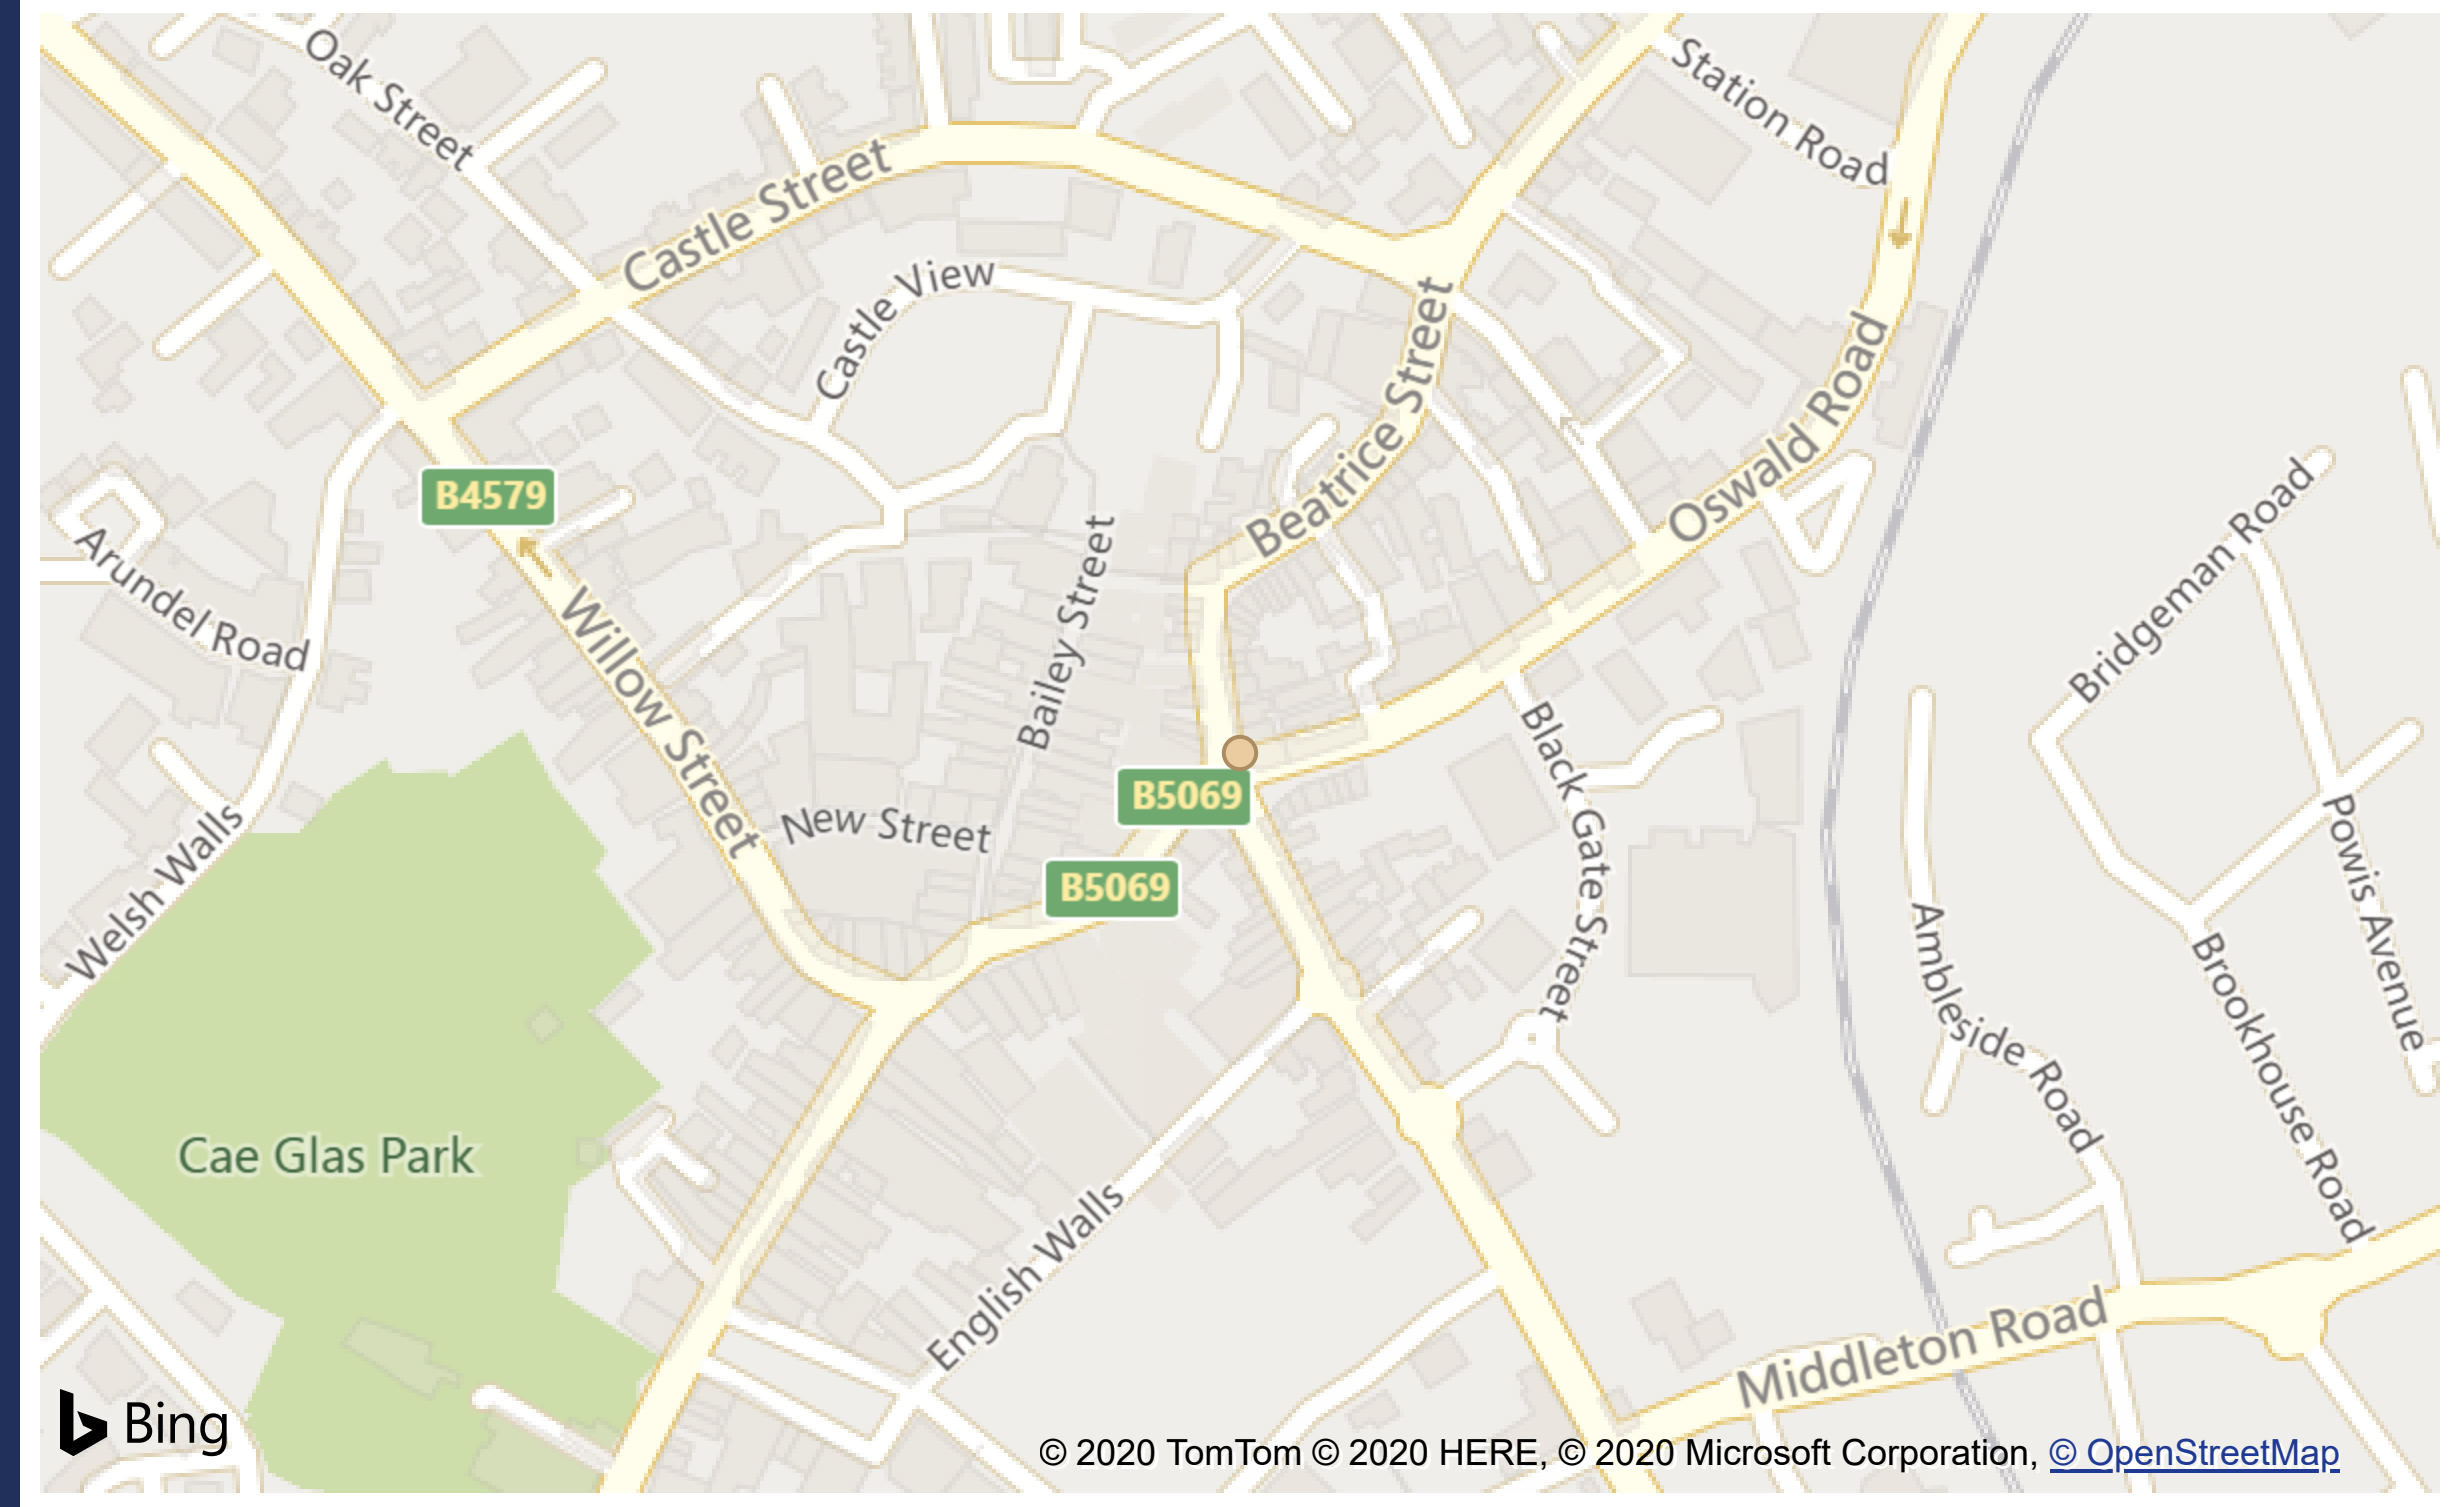 Oak Street
Station Road
Castle Street
Castle View
Beatrice Street
Oswald Road
B4579
Bridgeman Road
Arundel Road
Bailey Street
Willow Street
Black Gate Street
B5069
New Street
Powis Avenue
Welsh Walls
B5069
Ambleside Road
Brookhouse Road
Cae Glas Park
English Walls
Middleton Road
Bing
© 2020 TomTom © 2020 HERE, © 2020 Microsoft Corporation, © OpenStreetMap